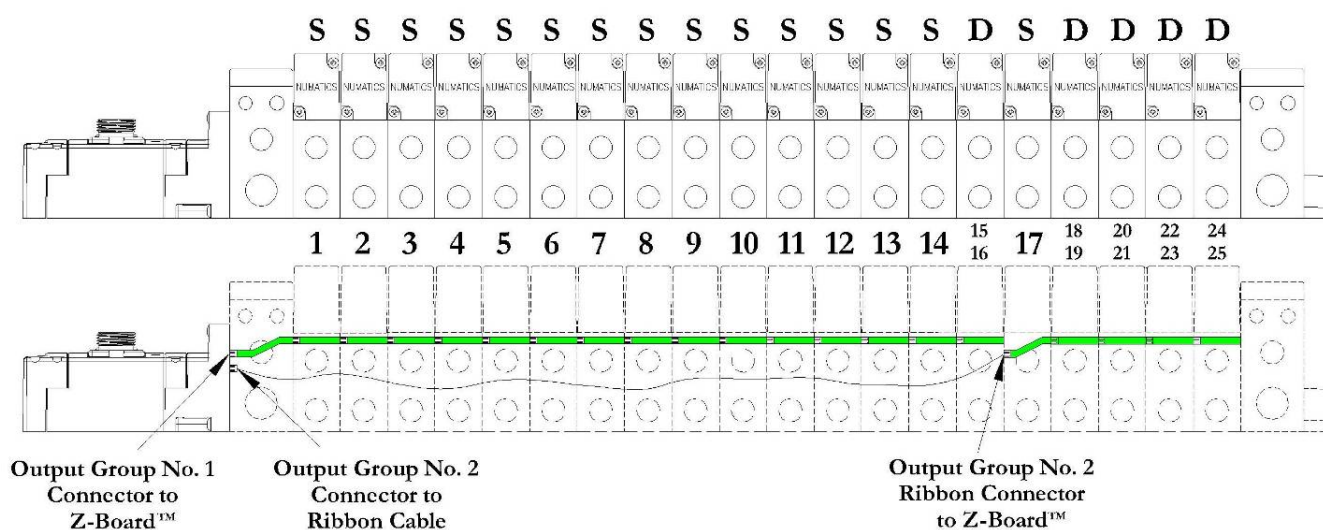 S S S S S S S S S S S S S S D S D D D D
NUMATICS NUMATICS NUMATICS NUMATICS NUMATICS NUMATICS NUMATICS NUMATICS NUMATICS NUMATICS NUMATICS NUMATICS NUMATICS NUMATICS NUMATICS NUMATICS NUMATICS NUMATICS NUMATICS NUMATICS
1 2 3 4 5 6 7 8 9 10 11 12 13 14 15 17 18 20 22 24
16 19 21 23 25
Output Group No. 1
Connector to
Z-Board™
Output Group No. 2
Connector to
Ribbon Cable
Output Group No. 2
Ribbon Connector
to Z-Board™